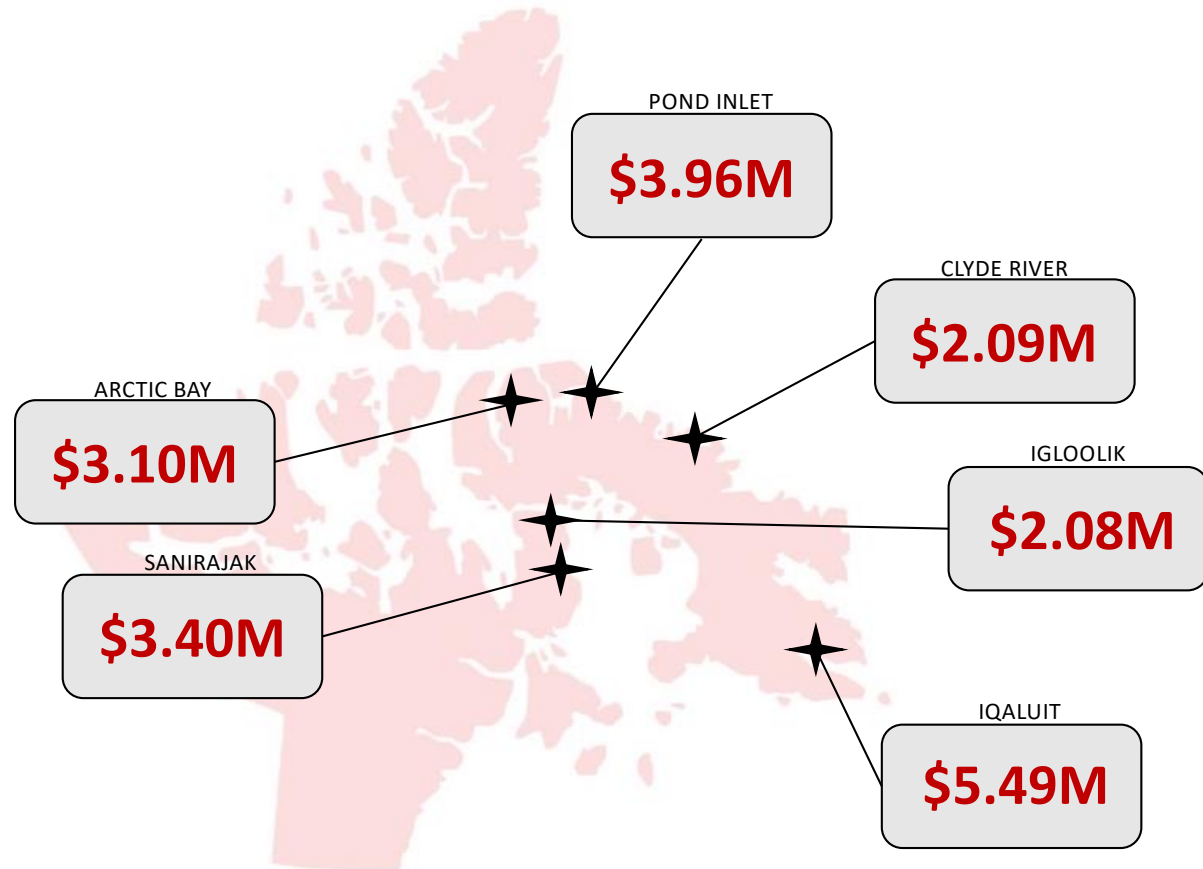 POND INLET
$3.96M
CLYDE RIVER
$2.09M
ARCTIC BAY
$3.10M
IGLOOLIK
$2.08M
SANIRAJAK
$3.40M
IQALUIT
$5.49M